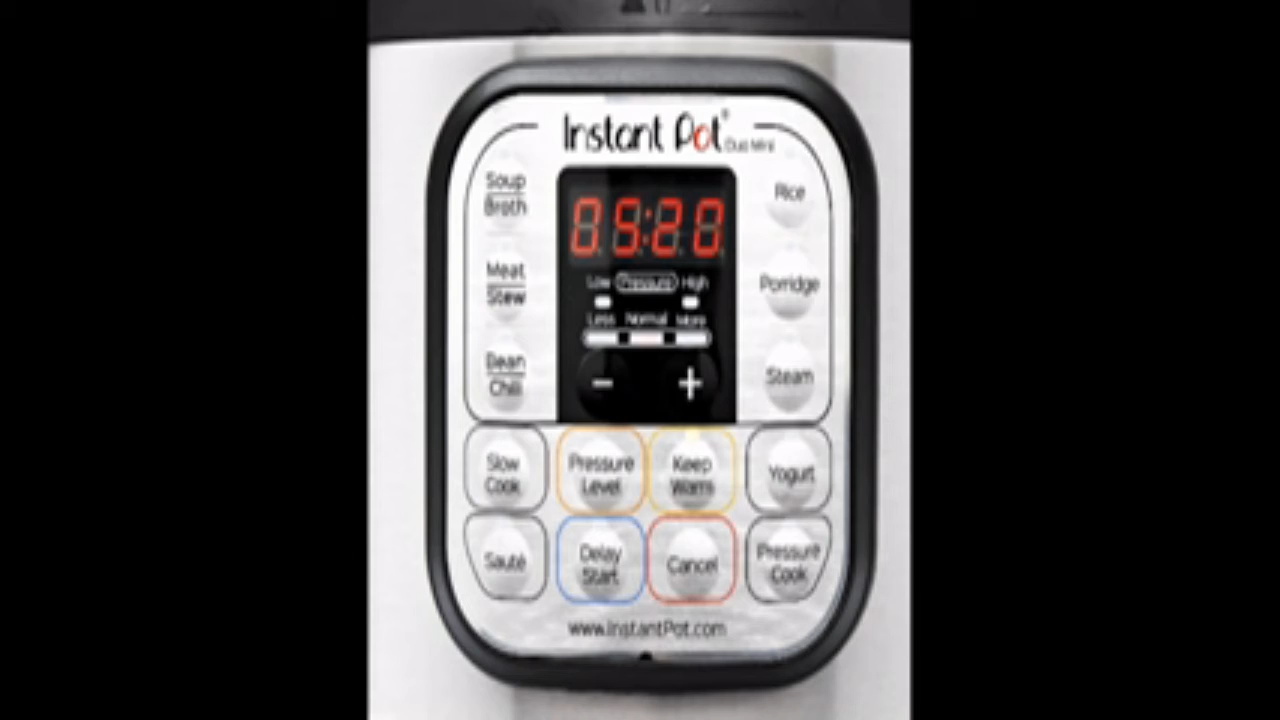 Instant Pot®
Duo Mini
Soup
Broth
Rice
05:20
Meat
Stew
Low Pressure High
Porridge
Less Normal More
Bean
Chili
− +
Steam
Slow
Cook
Pressure
Level
Keep
Warm
Yogurt
Sauté
Delay
Start
Cancel
Pressure
Cook
www.InstantPot.com